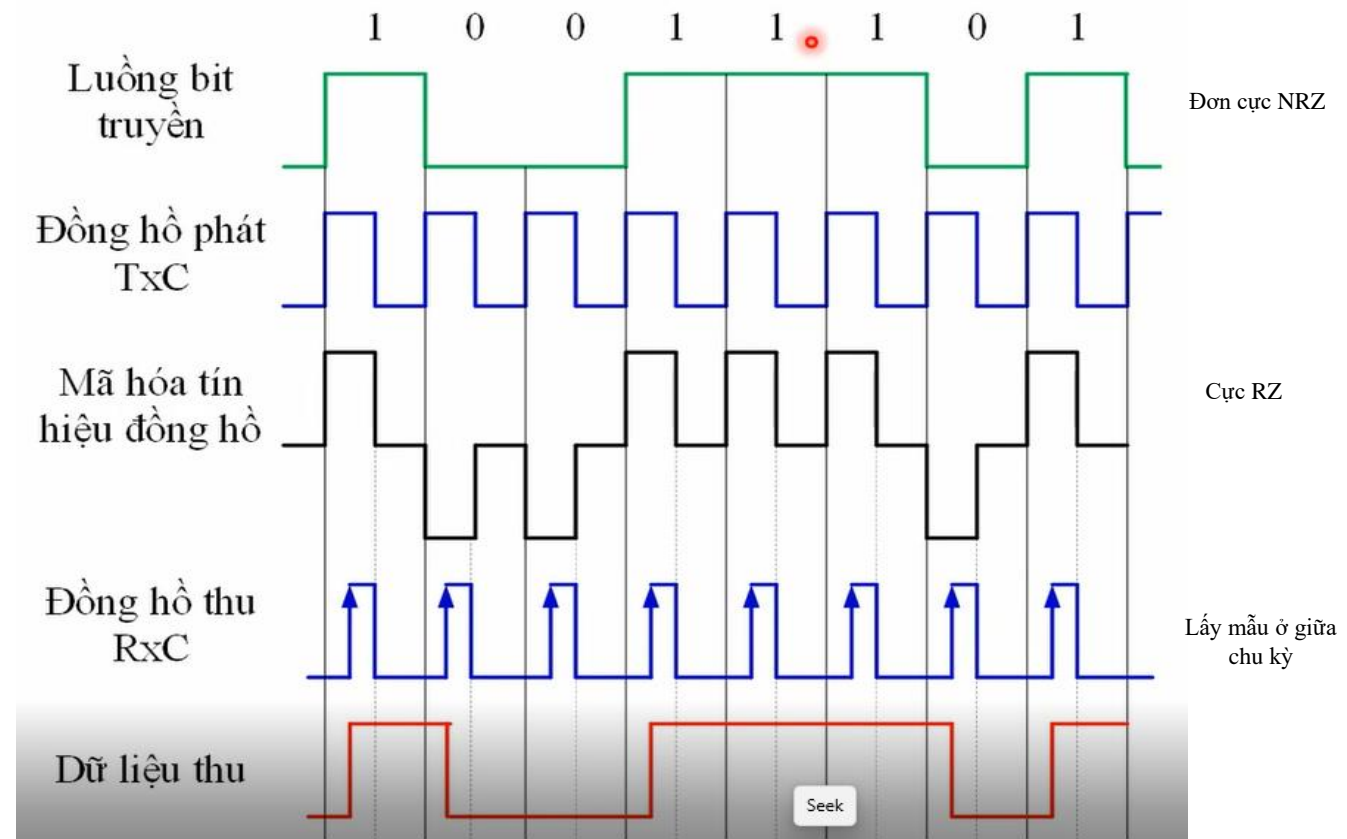 1 0 0 1 1 1 0 1
Luồng bit
truyền
Đơn cực NRZ
Đồng hồ phát
TxC
Mã hóa tín
hiệu đồng hồ
Cực RZ
Đồng hồ thu
RxC
Lấy mẫu ở giữa
chu kỳ
Dữ liệu thu
Seek